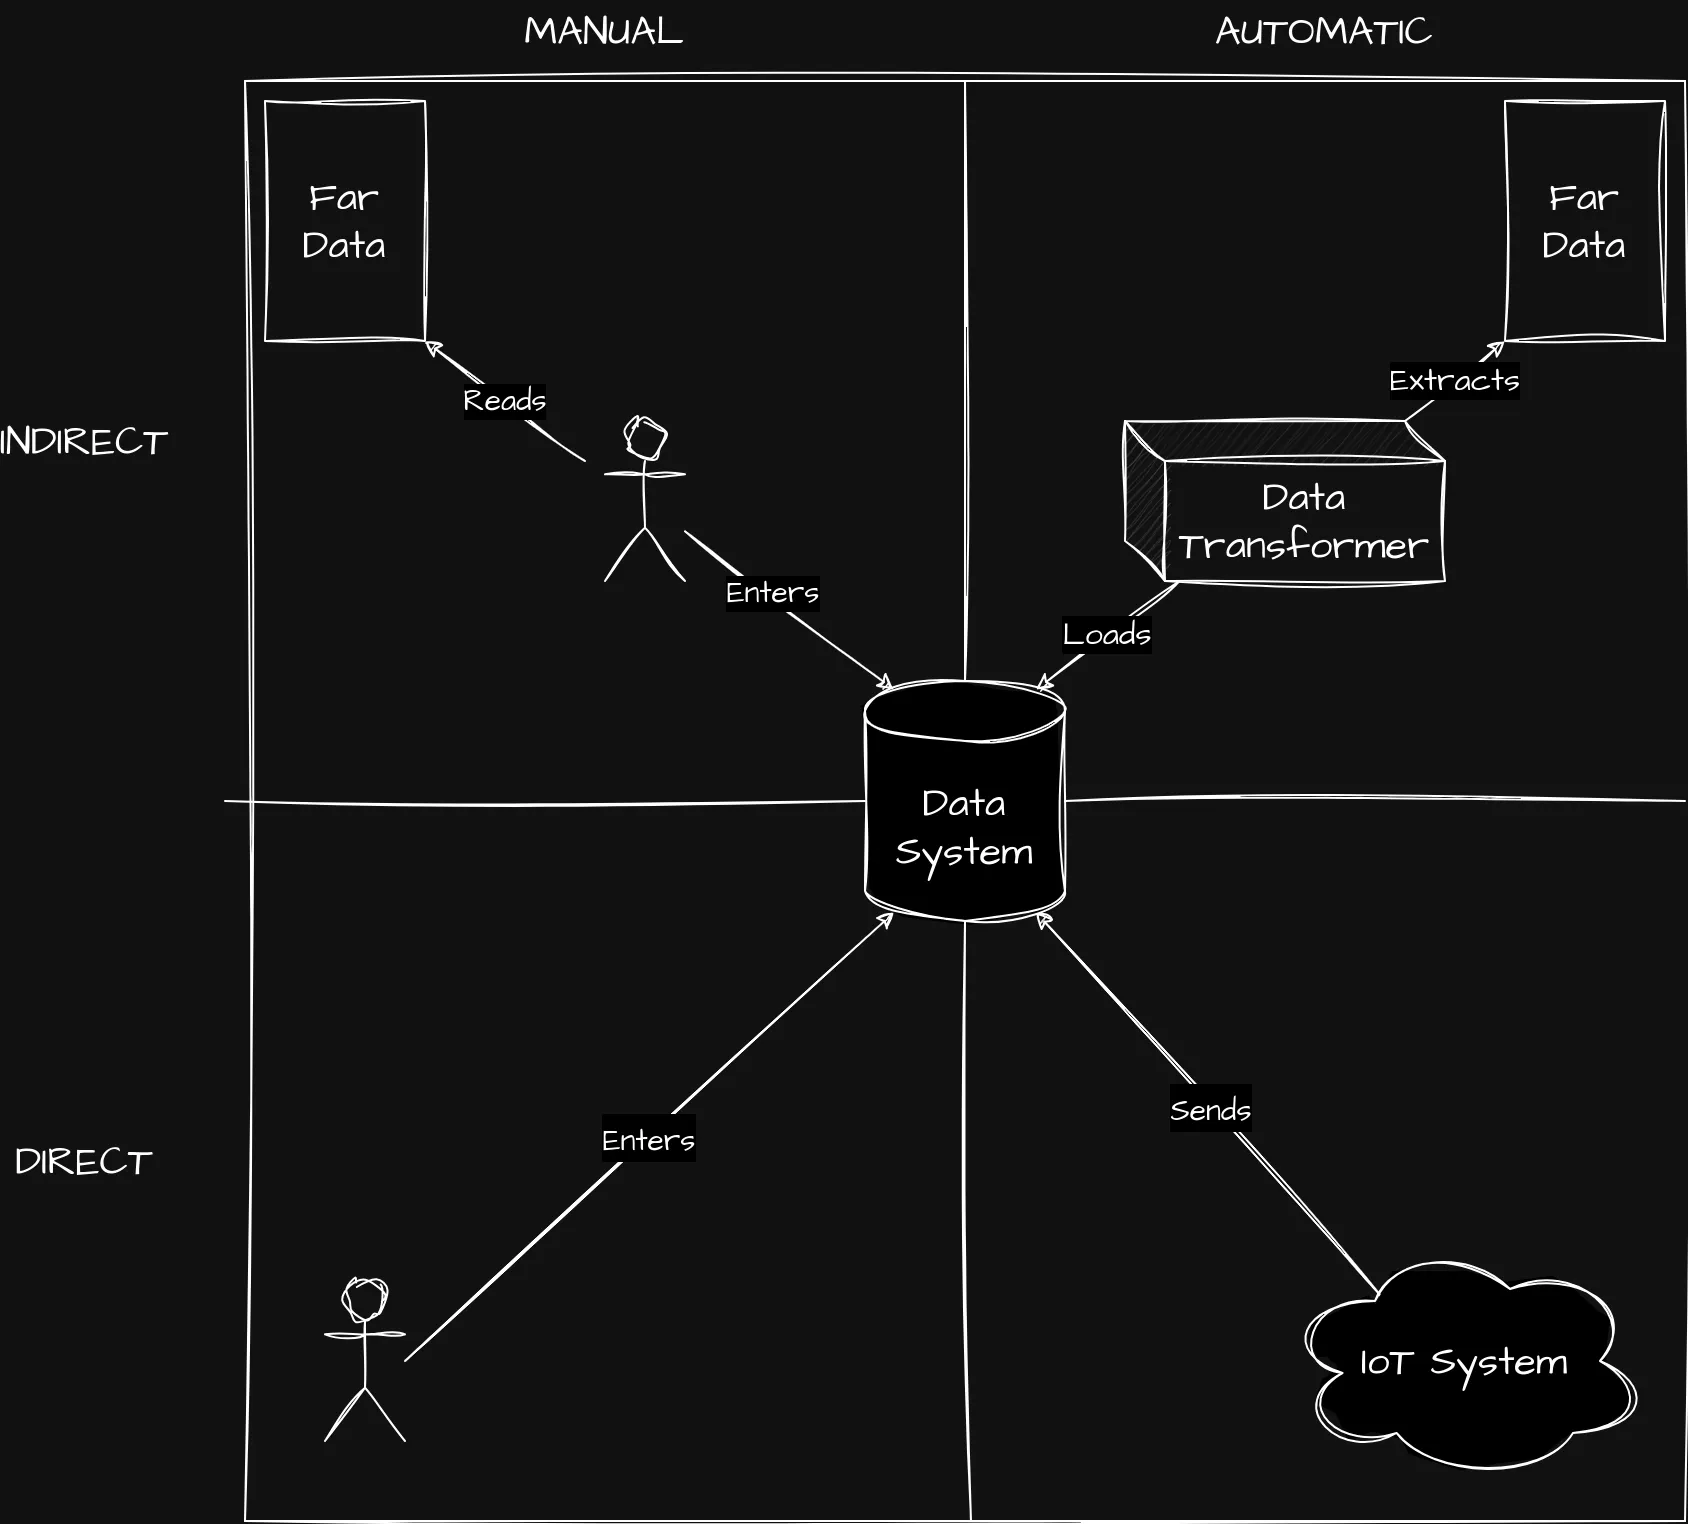 MANUAL
AUTOMATIC
Far
Data
Far
Data
Extracts
Reads
INDIRECT
Data
Transformer
Enters
Loads
Data
System
Sends
Enters
DIRECT
IoT System